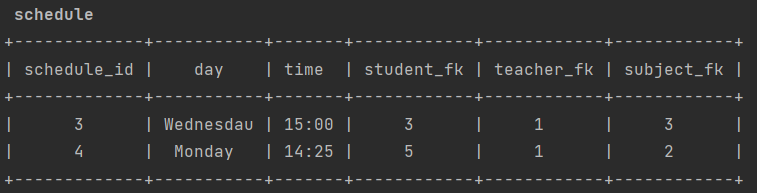 schedule
+-------------+-----------+-------+------------+------------+------------+
| schedule_id |    day    | time  | student_fk | teacher_fk | subject_fk |
+-------------+-----------+-------+------------+------------+------------+
|      3      | Wednesdau | 15:00 |     3      |     1      |     3      |
|      4      |  Monday   | 14:25 |     5      |     1      |     2      |
+-------------+-----------+-------+------------+------------+------------+